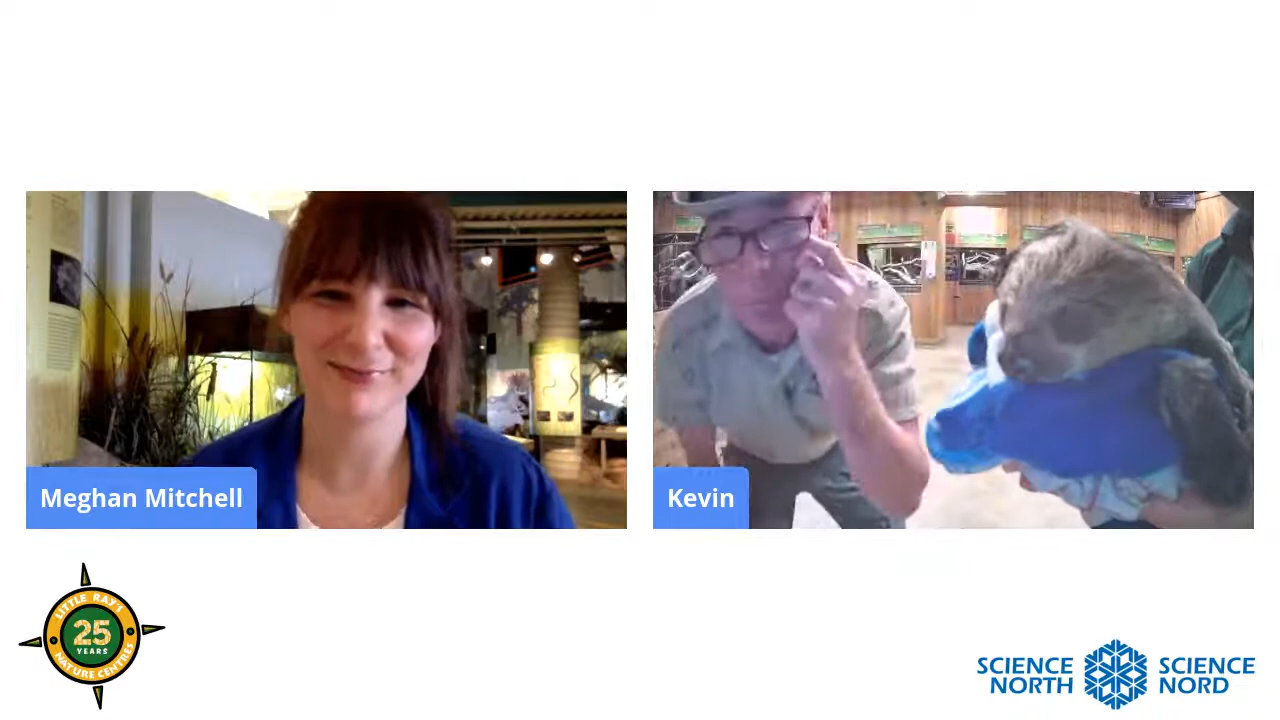 Meghan Mitchell
Kevin
LITTLE RAY'S
25
YEARS
NATURE CENTRES
SCIENCE NORTH
SCIENCE NORD